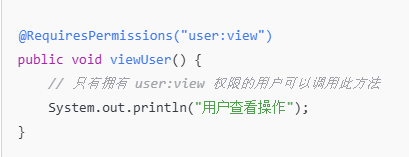 @RequiresPermissions("user:view")
public void viewUser() {
    // 只有拥有 user:view 权限的用户可以调用此方法
    System.out.println("用户查看操作");
}